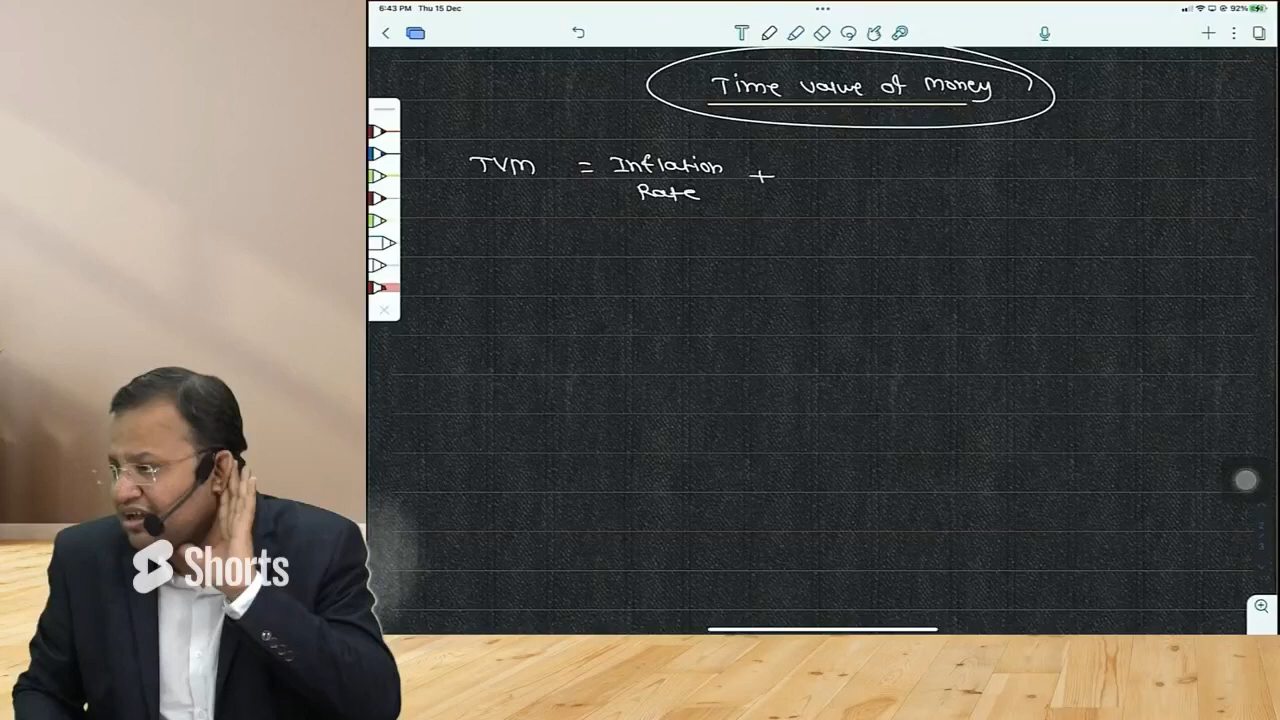 6:43 PM Thu 15 Dec
92%
Time value of money
TVM = Inflation +
Rate
Shorts